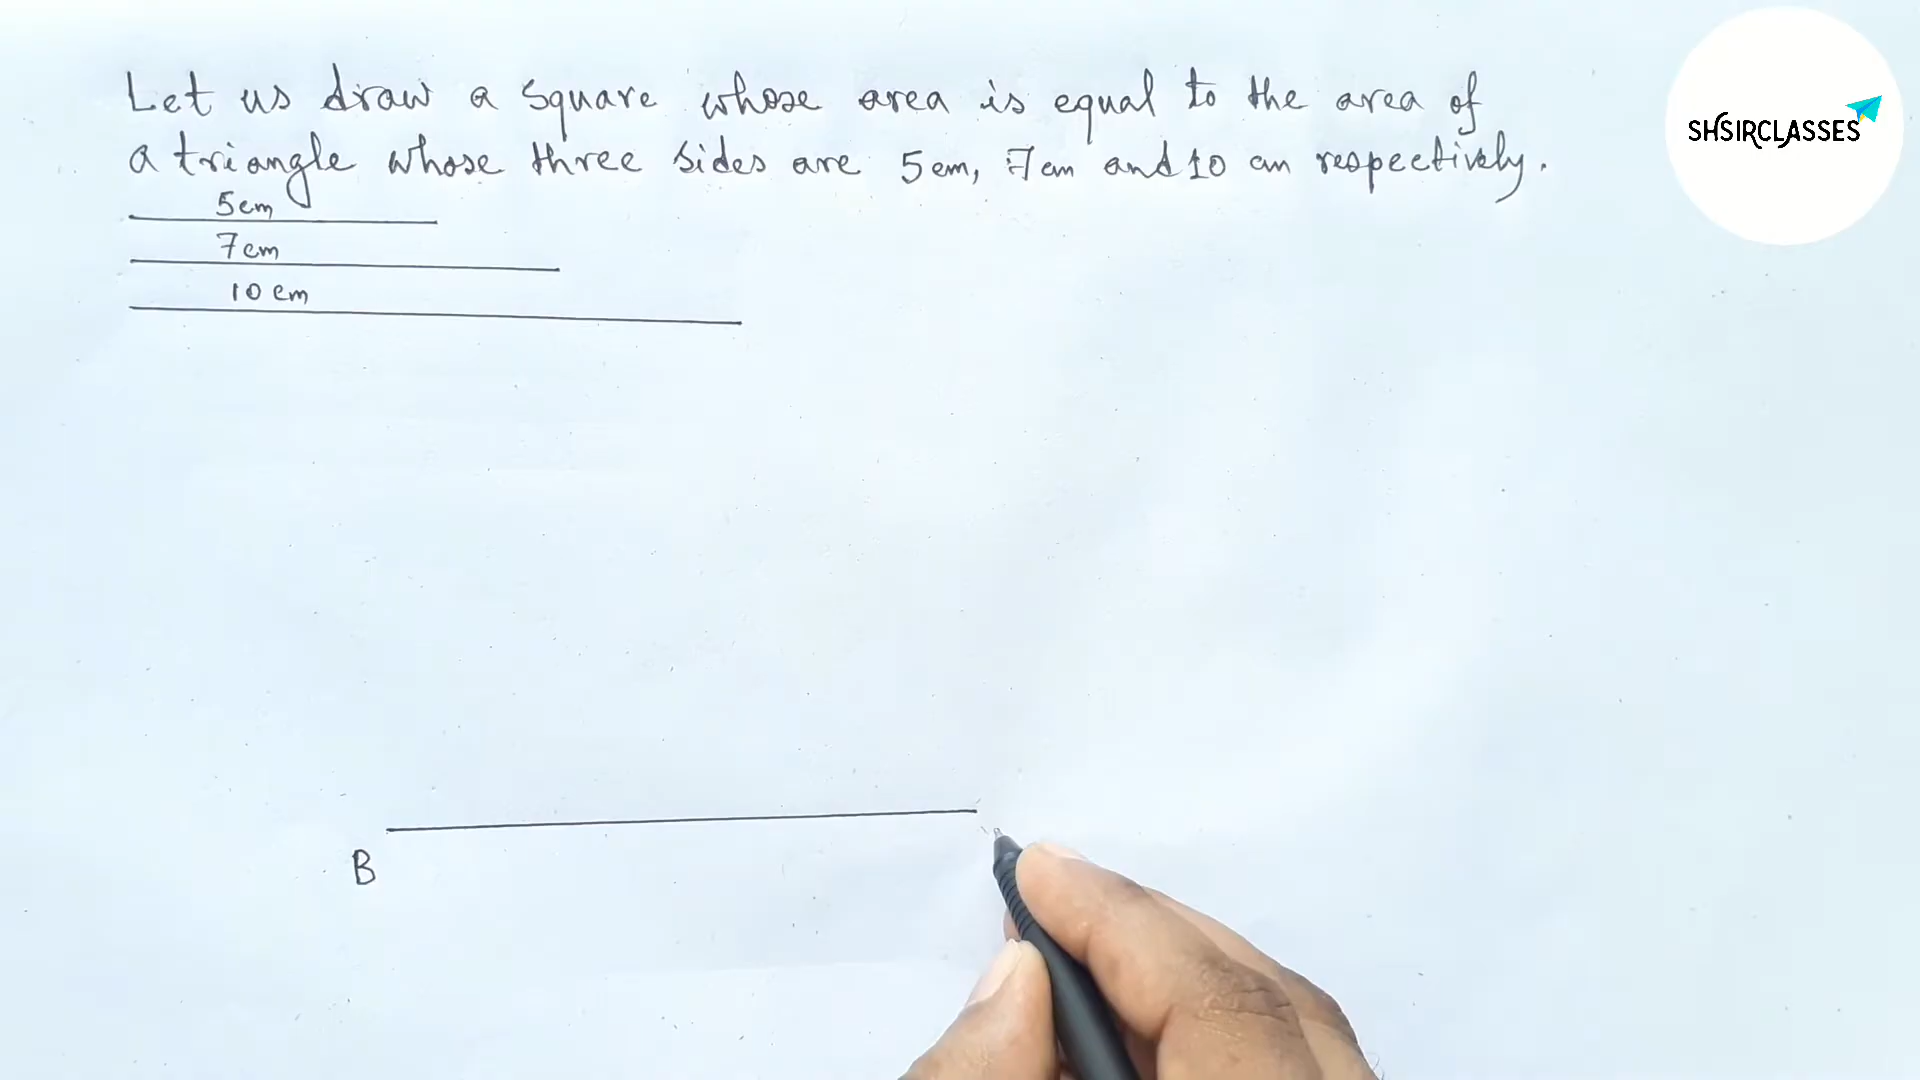 Let us draw a square whose area is equal to the area of
a triangle whose three sides are 5cm, 7cm and 10 cm respectively.
5cm
7cm
10 cm
B
SHSIRCLASSES